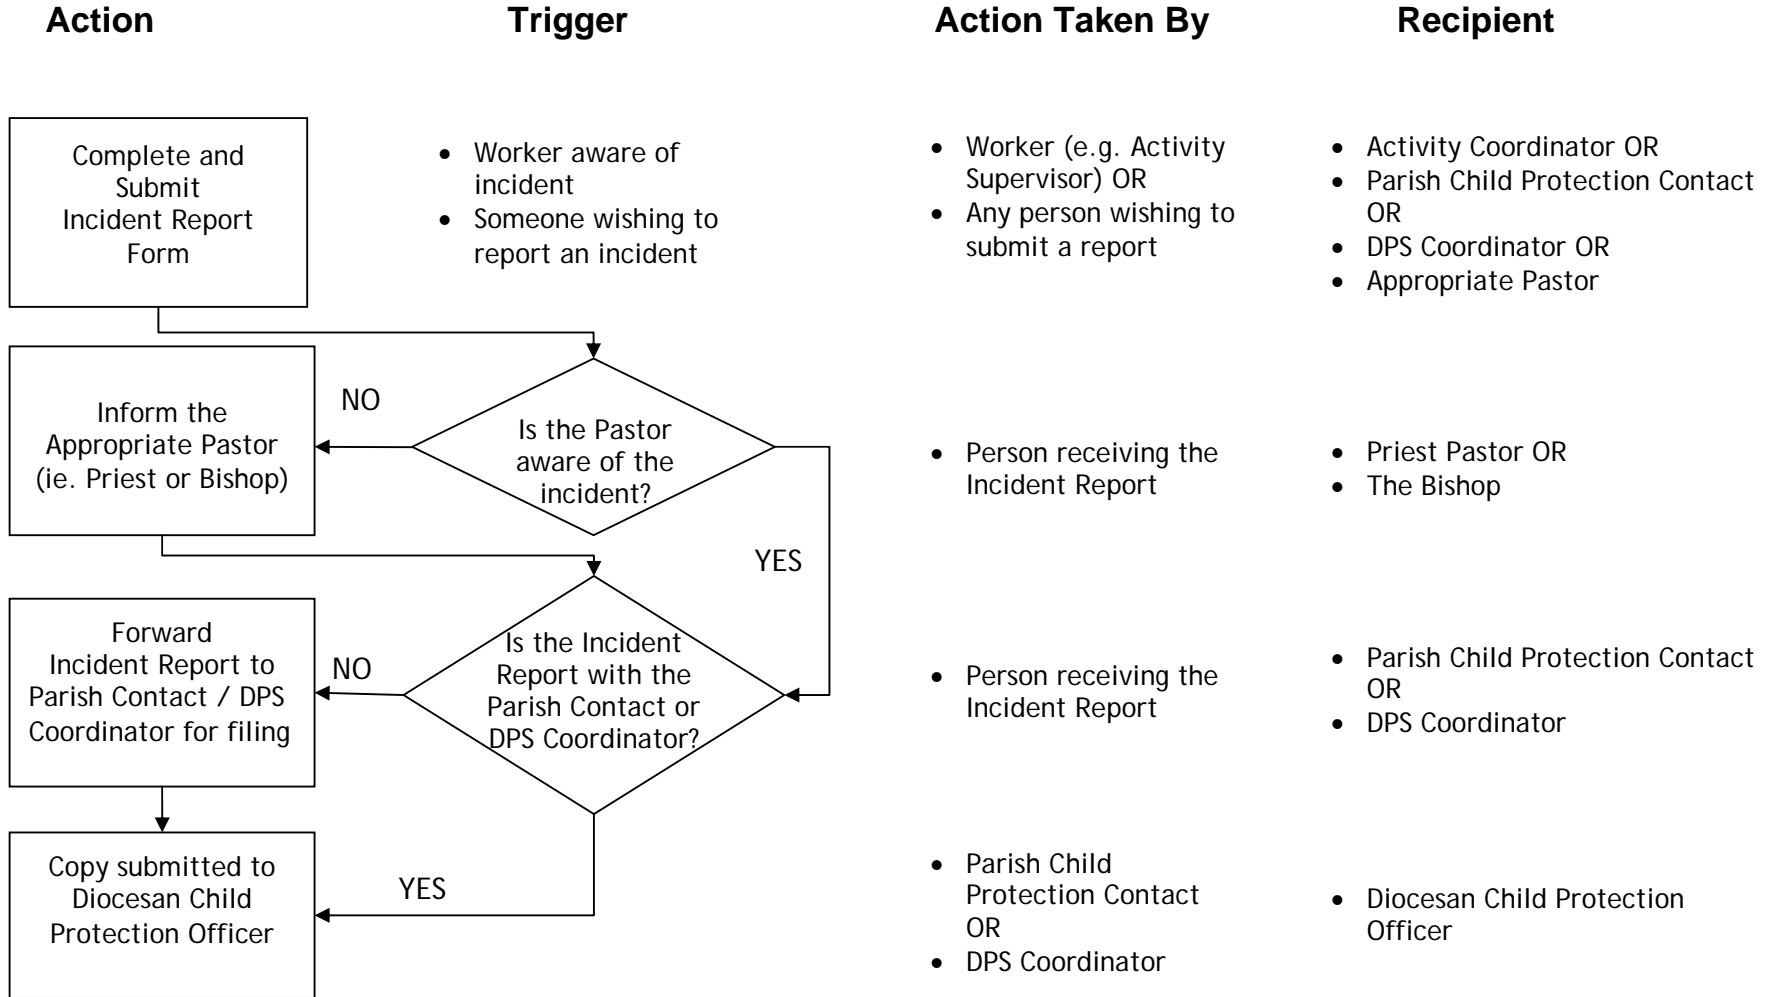 Action
Trigger
Action Taken By
Recipient
Complete and
Submit
Incident Report
Form
• Worker aware of
incident
• Someone wishing to
report an incident
• Worker (e.g. Activity
Supervisor) OR
• Any person wishing to
submit a report
• Activity Coordinator OR
• Parish Child Protection Contact
OR
• DPS Coordinator OR
• Appropriate Pastor
Inform the
Appropriate Pastor
(ie. Priest or Bishop)
NO
Is the Pastor
aware of the
incident?
YES
• Person receiving the
Incident Report
• Priest Pastor OR
• The Bishop
Forward
Incident Report to
Parish Contact / DPS
Coordinator for filing
NO
Is the Incident
Report with the
Parish Contact or
DPS Coordinator?
• Person receiving the
Incident Report
• Parish Child Protection Contact
OR
• DPS Coordinator
Copy submitted to
Diocesan Child
Protection Officer
YES
• Parish Child
Protection Contact
OR
• DPS Coordinator
• Diocesan Child Protection
Officer